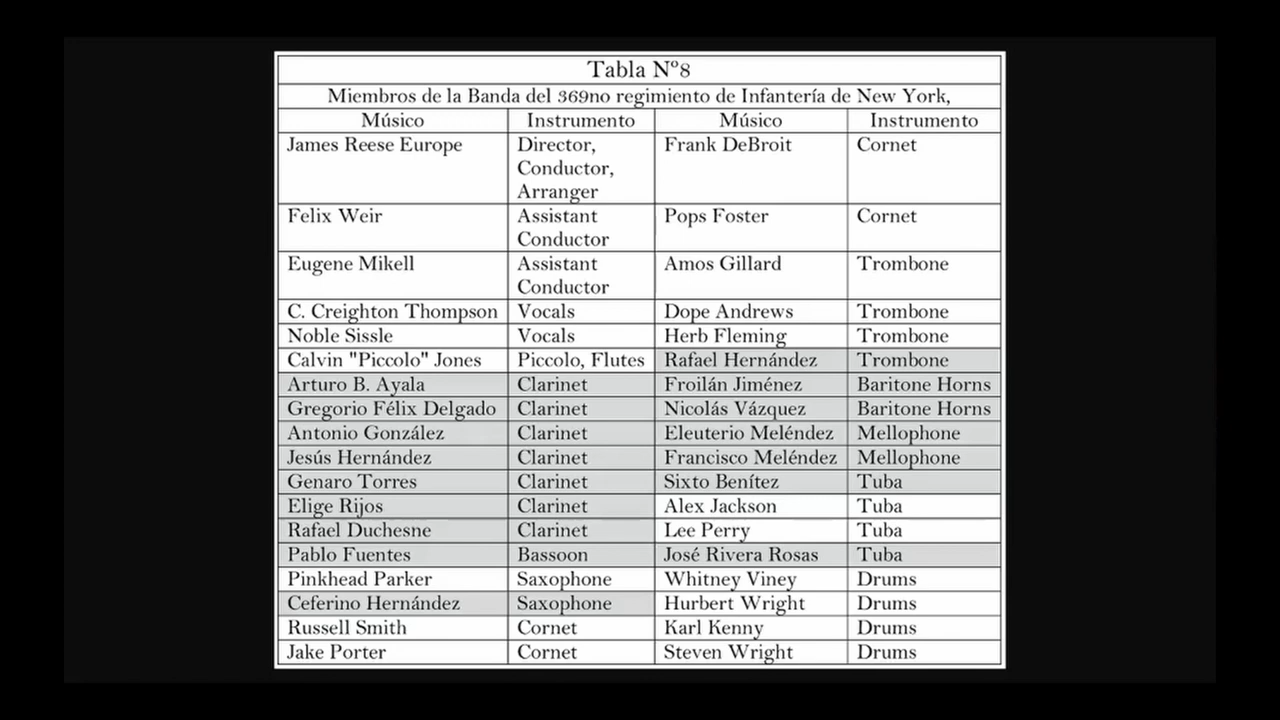 Tabla Nº8
Miembros de la Banda del 369no regimiento de Infantería de New York,
Músico Instrumento Músico Instrumento
James Reese Europe Director, Conductor, Arranger Frank DeBroit Cornet
Felix Weir Assistant Conductor Pops Foster Cornet
Eugene Mikell Assistant Conductor Amos Gillard Trombone
C. Creighton Thompson Vocals Dope Andrews Trombone
Noble Sissle Vocals Herb Fleming Trombone
Calvin "Piccolo" Jones Piccolo, Flutes Rafael Hernández Trombone
Arturo B. Ayala Clarinet Froilán Jiménez Baritone Horns
Gregorio Félix Delgado Clarinet Nicolás Vázquez Baritone Horns
Antonio González Clarinet Eleuterio Meléndez Mellophone
Jesús Hernández Clarinet Francisco Meléndez Mellophone
Genaro Torres Clarinet Sixto Benítez Tuba
Elige Rijos Clarinet Alex Jackson Tuba
Rafael Duchesne Clarinet Lee Perry Tuba
Pablo Fuentes Bassoon José Rivera Rosas Tuba
Pinkhead Parker Saxophone Whitney Viney Drums
Ceferino Hernández Saxophone Hurbert Wright Drums
Russell Smith Cornet Karl Kenny Drums
Jake Porter Cornet Steven Wright Drums